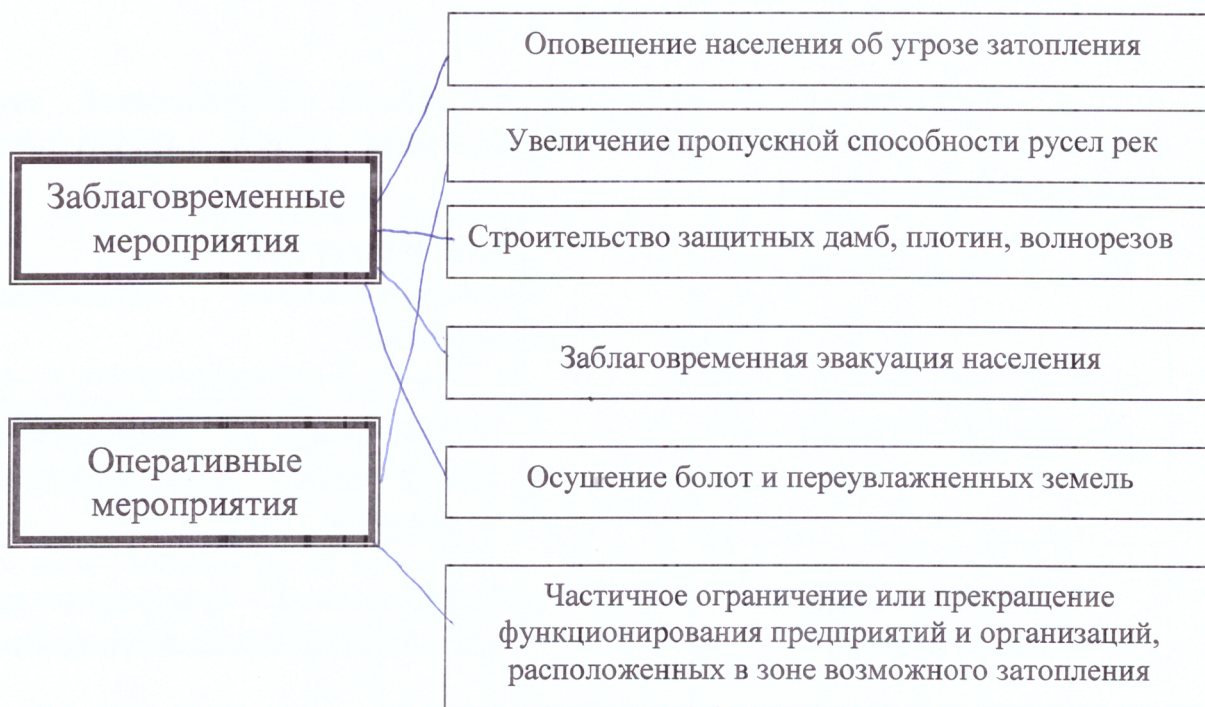 Оповещение населения об угрозе затопления
Увеличение пропускной способности русел рек
Заблаговременные
мероприятия
Строительство защитных дамб, плотин, волнорезов
Заблаговременная эвакуация населения
Оперативные
мероприятия
Осушение болот и переувлажненных земель
Частичное ограничение или прекращение
функционирования предприятий и организаций,
расположенных в зоне возможного затопления